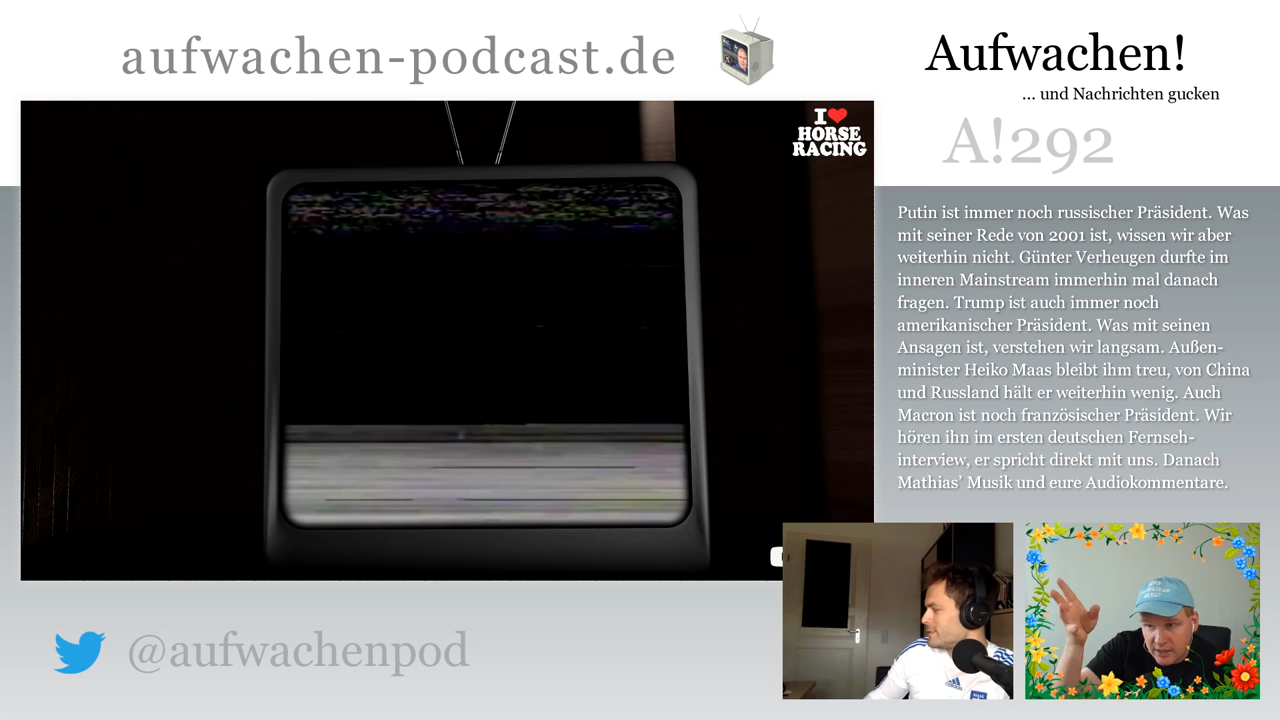 aufwachen-podcast.de
Aufwachen!
... und Nachrichten gucken
A!292
I
HORSE
RACING
Putin ist immer noch russischer Präsident. Was
mit seiner Rede von 2001 ist, wissen wir aber
weiterhin nicht. Günter Verheugen durfte im
inneren Mainstream immerhin mal danach
fragen. Trump ist auch immer noch
amerikanischer Präsident. Was mit seinen
Ansagen ist, verstehen wir langsam. Außen-
minister Heiko Maas bleibt ihm treu, von China
und Russland hält er weiterhin wenig. Auch
Macron ist noch französischer Präsident. Wir
hören ihn im ersten deutschen Fernseh-
interview, er spricht direkt mit uns. Danach
Mathias' Musik und eure Audiokommentare.
@aufwachenpod